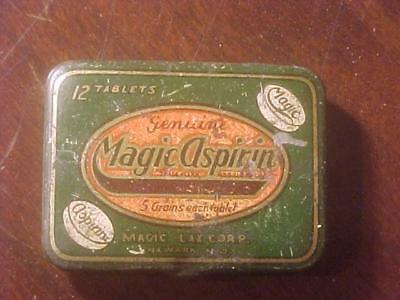 12 TABLETS
Magic
Genuine
Magic Aspirin
5 Grains each tablet
Aspirin
MAGIC LAX CORP.
NEWARK, N.J.